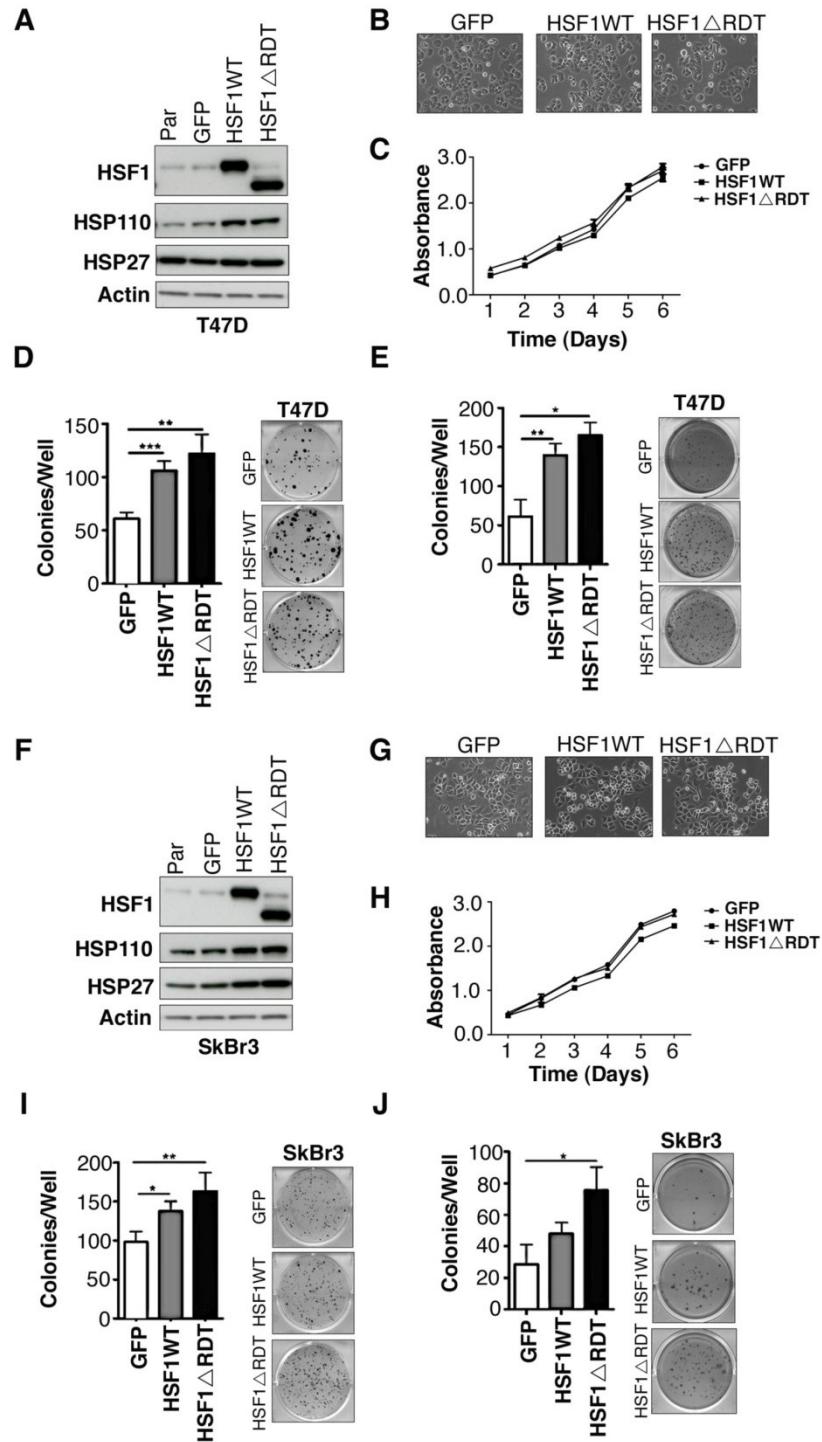 A
Par
GFP
HSF1WT
HSF1△RDT
HSF1
HSP110
HSP27
Actin
T47D
B
GFP
HSF1WT
HSF1△RDT
C
Absorbance
3.0
2.0
1.0
0.0
1 2 3 4 5 6
Time (Days)
GFP
HSF1WT
HSF1△RDT
D
Colonies/Well
150
100
50
0
**
***
GFP
HSF1WT
HSF1△RDT
T47D
GFP
HSF1WT
HSF1△RDT
E
Colonies/Well
200
150
100
50
0
*
**
GFP
HSF1WT
HSF1△RDT
T47D
GFP
HSF1WT
HSF1△RDT
F
Par
GFP
HSF1WT
HSF1△RDT
HSF1
HSP110
HSP27
Actin
SkBr3
G
GFP
HSF1WT
HSF1△RDT
H
Absorbance
3.0
2.0
1.0
0.0
1 2 3 4 5 6
Time (Days)
GFP
HSF1WT
HSF1△RDT
I
Colonies/Well
200
150
100
50
0
**
*
GFP
HSF1WT
HSF1△RDT
SkBr3
GFP
HSF1WT
HSF1△RDT
J
Colonies/Well
100
80
60
40
20
0
*
GFP
HSF1WT
HSF1△RDT
SkBr3
GFP
HSF1WT
HSF1△RDT